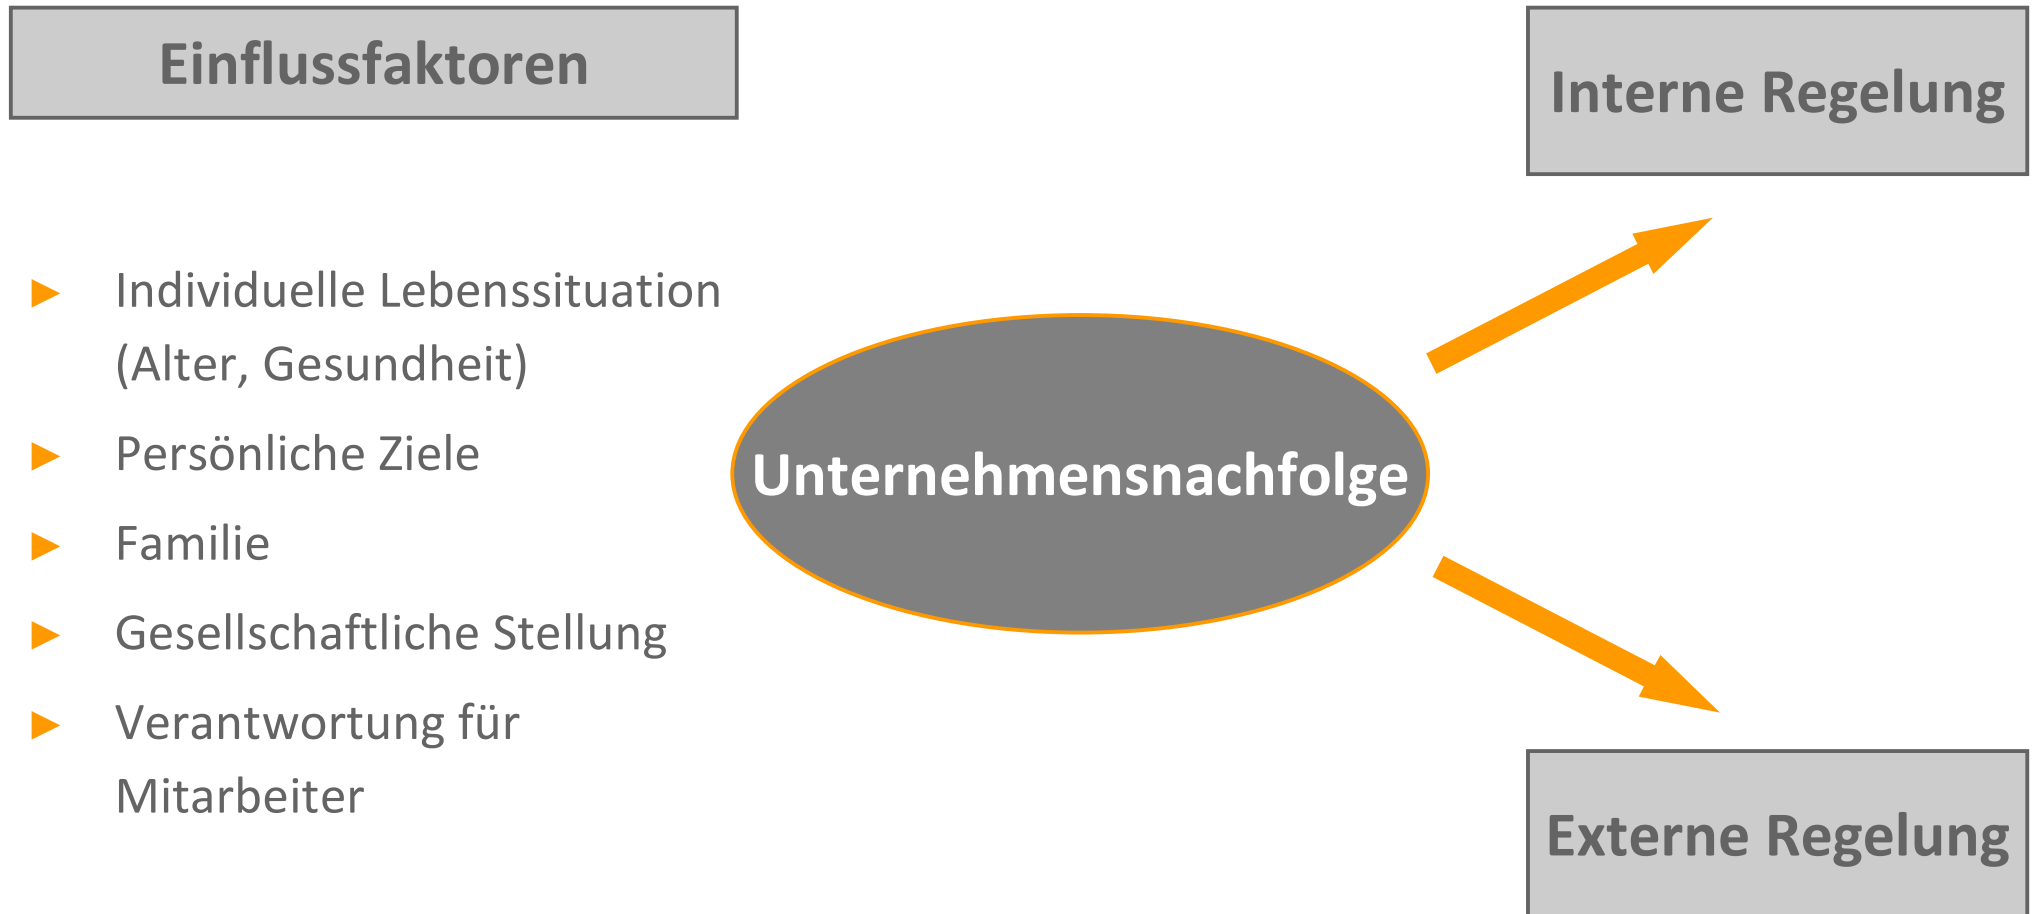 Einflussfaktoren
Interne Regelung
► Individuelle Lebenssituation
(Alter, Gesundheit)
► Persönliche Ziele
► Familie
► Gesellschaftliche Stellung
► Verantwortung für
Mitarbeiter
Unternehmensnachfolge
Externe Regelung